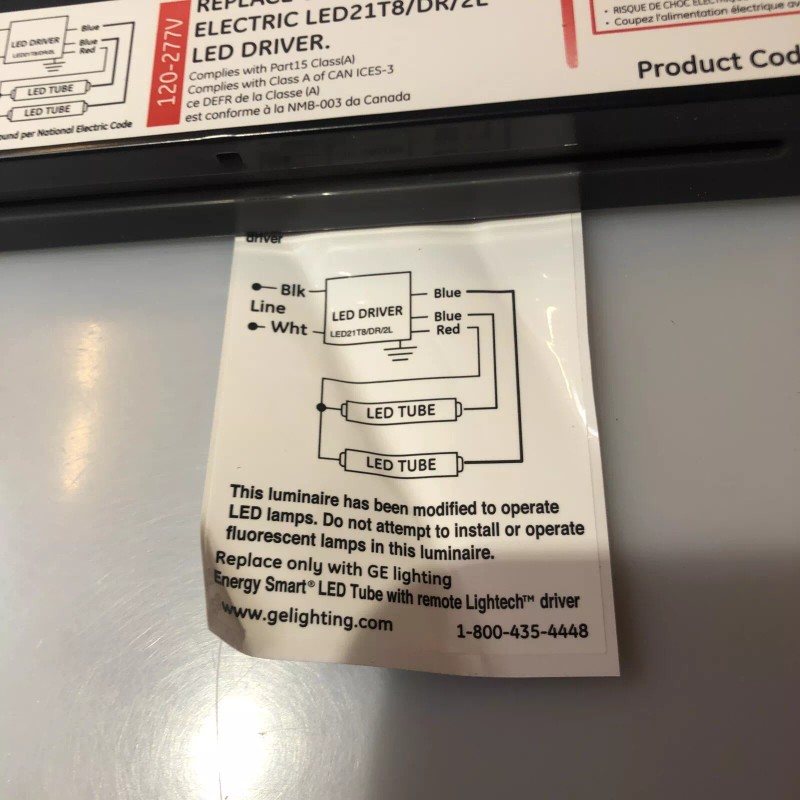 LED DRIVER
Blue
Blue
Red
LED TUBE
LED TUBE
per National Electric Code
120-277V
ELECTRIC LED21T8/DR/2L
LED DRIVER.
Complies with Part15 Class(A)
Complies with Class A of CAN ICES-3
ce DEFR de la Classe (A)
est conforme à la NMB-003 da Canada
• RISQUE DE CHOC
• Coupez l'alimentation électrique
Product
driver
Blk
Line
Wht
LED DRIVER
LED21T8/DR/2L
Blue
Blue
Red
LED TUBE
LED TUBE
This luminaire has been modified to operate
LED lamps. Do not attempt to install or operate
fluorescent lamps in this luminaire.
Replace only with GE lighting
Energy Smart® LED Tube with remote Lightech™ driver
www.gelighting.com
1-800-435-4448